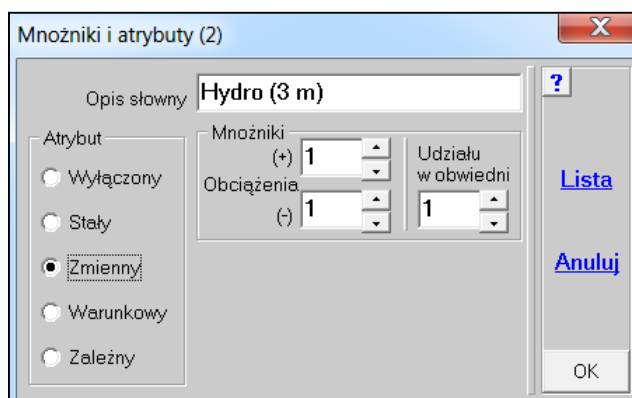 Mnożniki i atrybuty (2)
Opis słowny
Hydro (3 m)
?
Atrybut
Wyłączony
Stały
Zmienny
Warunkowy
Zależny
Mnożniki
(+)
1
Obciążenia
(-)
1
Udziału
w obwiedni
1
Lista
Anuluj
OK